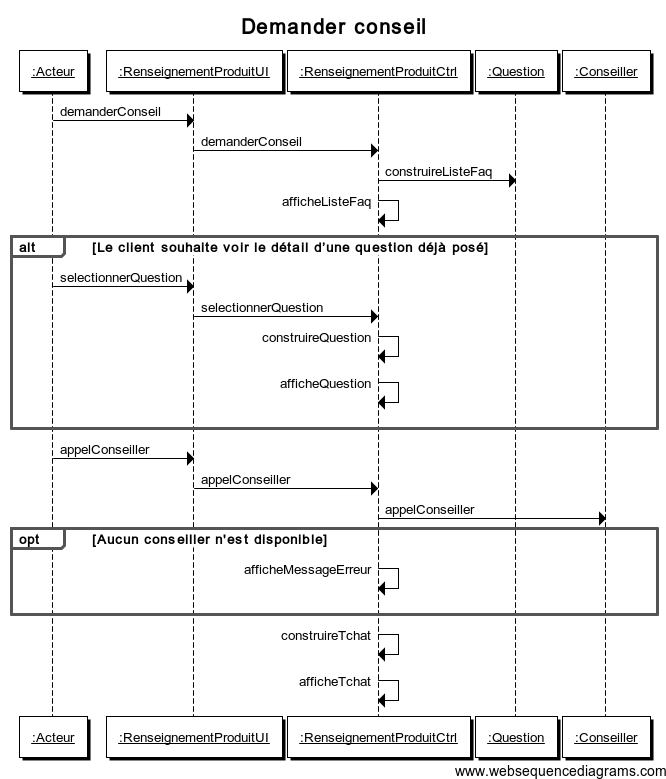 Demander conseil
:Acteur
:RenseignementProduitUI
:RenseignementProduitCtrl
:Question
:Conseiller
demanderConseil
demanderConseil
construireListeFaq
afficheListeFaq
alt [Le client souhaite voir le détail d'une question déjà posé]
selectionnerQuestion
selectionnerQuestion
construireQuestion
afficheQuestion
appelConseiller
appelConseiller
appelConseiller
opt [Aucun conseiller n'est disponible]
afficheMessageErreur
construireTchat
afficheTchat
:Acteur
:RenseignementProduitUI
:RenseignementProduitCtrl
:Question
:Conseiller
www.websequencediagrams.com